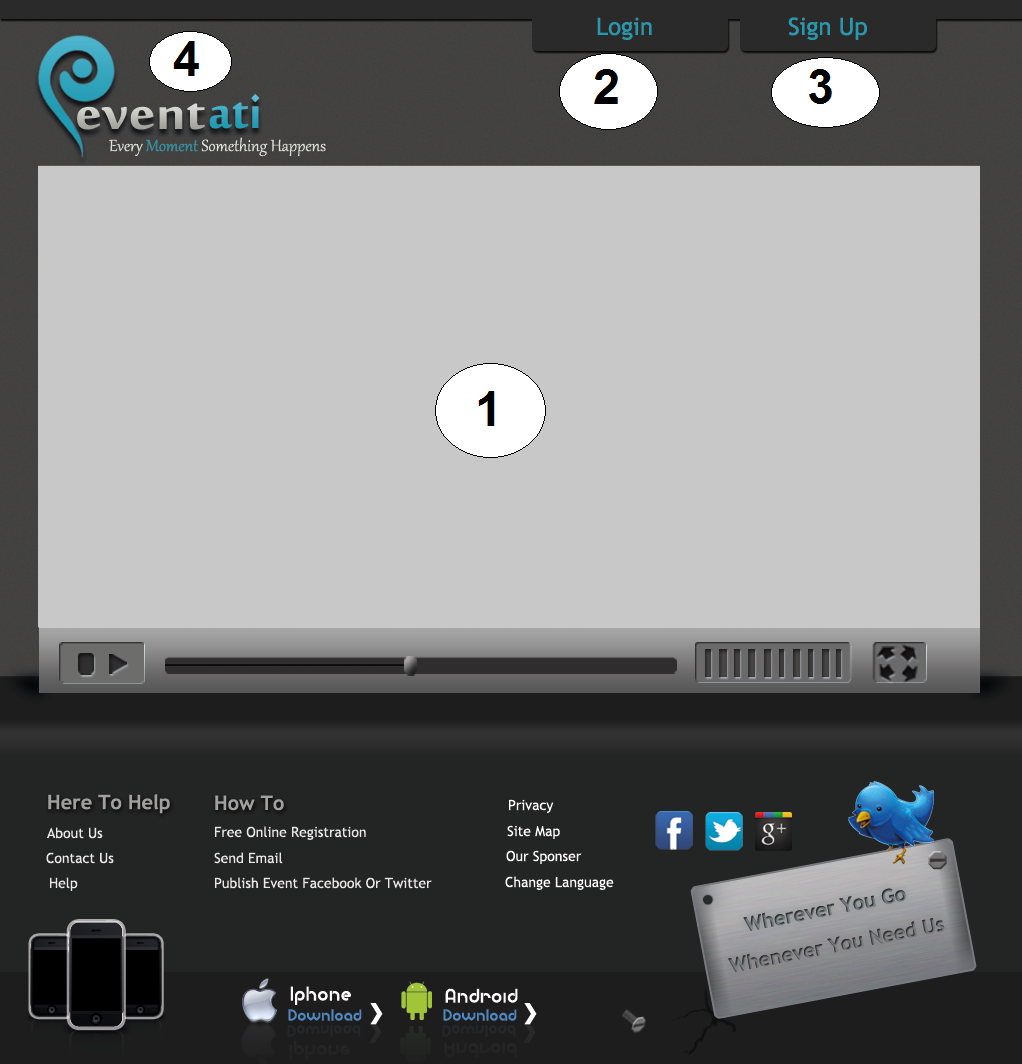 Login
Sign Up
4
2
3
eventati
Every Moment Something Happens
1
Here To Help
About Us
Contact Us
Help
How To
Free Online Registration
Send Email
Publish Event Facebook Or Twitter
Privacy
Site Map
Our Sponser
Change Language
f
g+
Wherever You Go
Whenever You Need Us
Iphone
Download
Android
Download